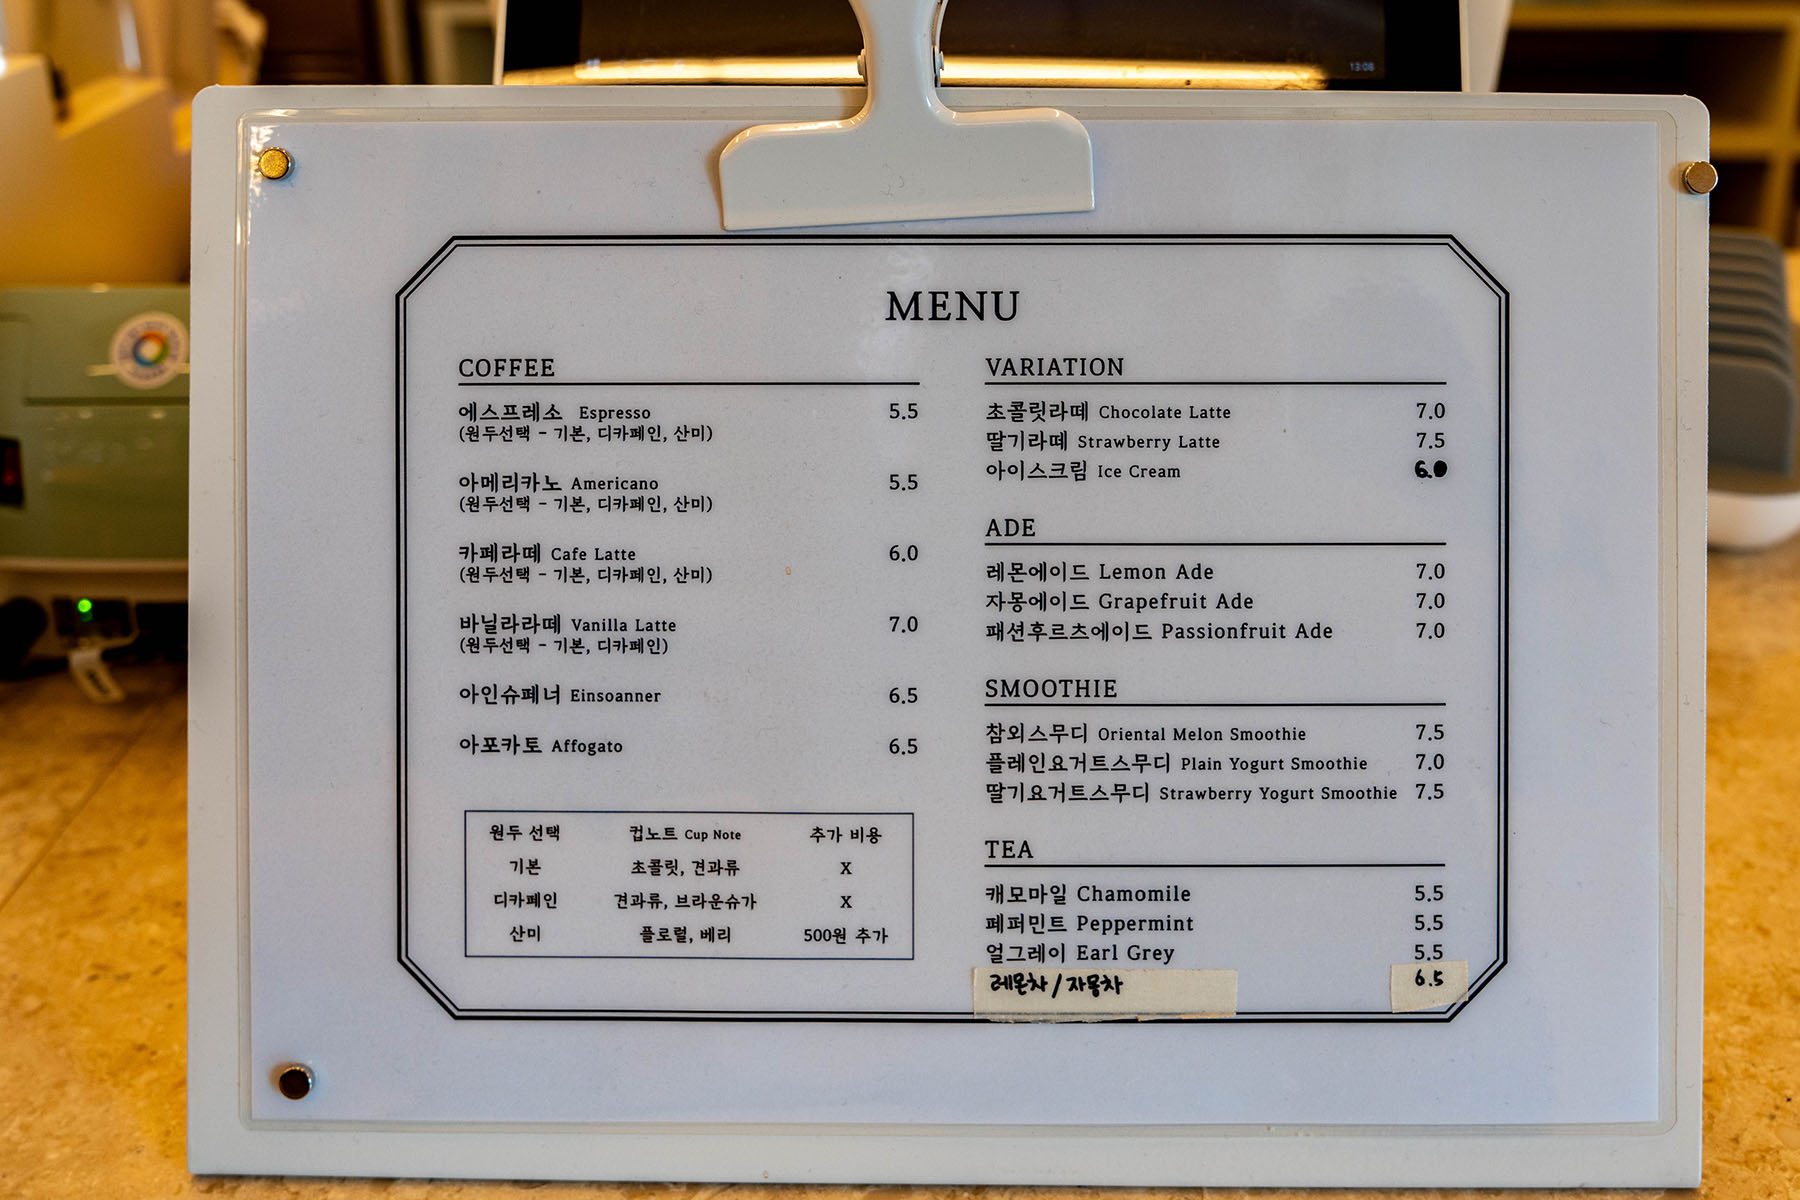 13:08
MENU
COFFEE
에스프레소 Espresso 5.5
(원두선택 - 기본, 디카페인, 산미)
아메리카노 Americano 5.5
(원두선택 - 기본, 디카페인, 산미)
카페라떼 Cafe Latte 6.0
(원두선택 - 기본, 디카페인, 산미)
바닐라라떼 Vanilla Latte 7.0
(원두선택 - 기본, 디카페인)
아인슈페너 Einsoanner 6.5
아포카토 Affogato 6.5
원두 선택 컵노트 Cup Note 추가 비용
기본 초콜릿, 견과류 X
디카페인 견과류, 브라운슈가 X
산미 플로럴, 베리 500원 추가
VARIATION
초콜릿라떼 Chocolate Latte 7.0
딸기라떼 Strawberry Latte 7.5
아이스크림 Ice Cream 6.0
ADE
레몬에이드 Lemon Ade 7.0
자몽에이드 Grapefruit Ade 7.0
패션후르츠에이드 Passionfruit Ade 7.0
SMOOTHIE
참외스무디 Oriental Melon Smoothie 7.5
플레인요거트스무디 Plain Yogurt Smoothie 7.0
딸기요거트스무디 Strawberry Yogurt Smoothie 7.5
TEA
캐모마일 Chamomile 5.5
페퍼민트 Peppermint 5.5
얼그레이 Earl Grey 5.5
레몬차 / 자몽차 6.5